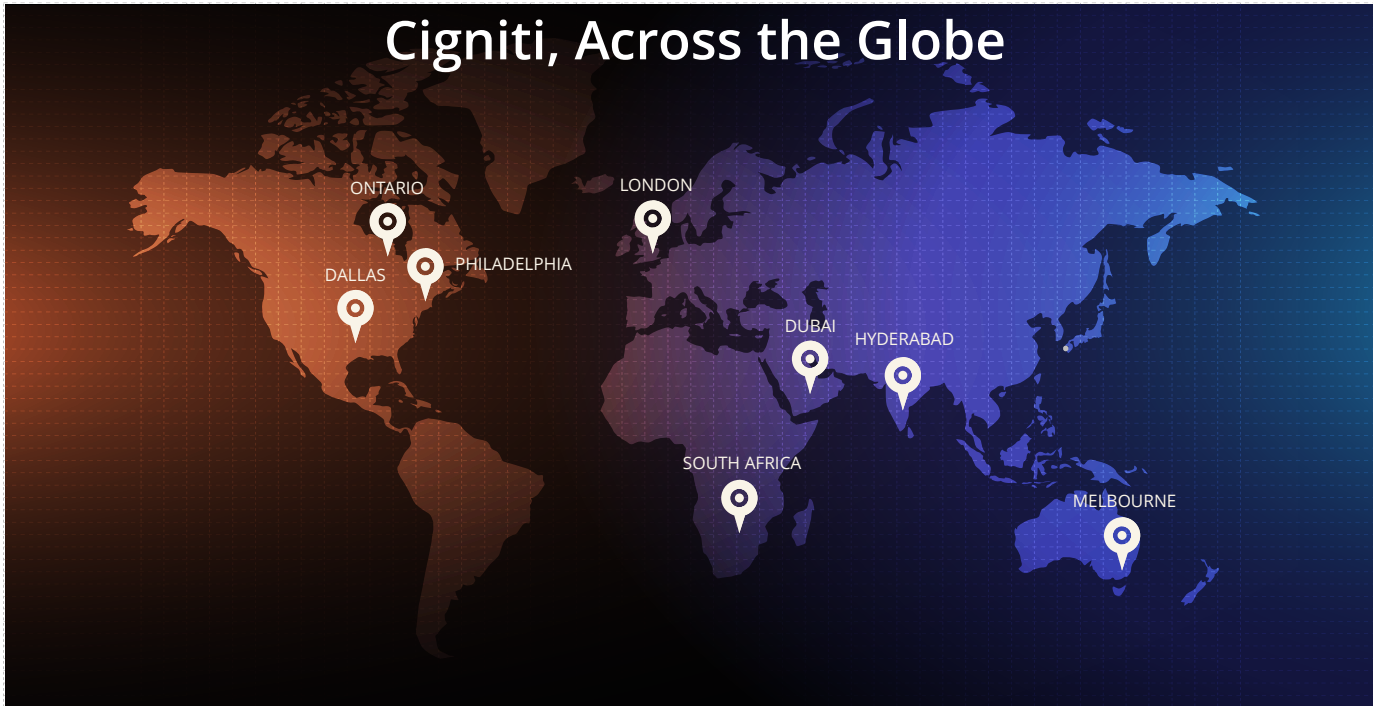 Cigniti, Across the Globe
ONTARIO
LONDON
DALLAS
PHILADELPHIA
DUBAI
HYDERABAD
SOUTH AFRICA
MELBOURNE